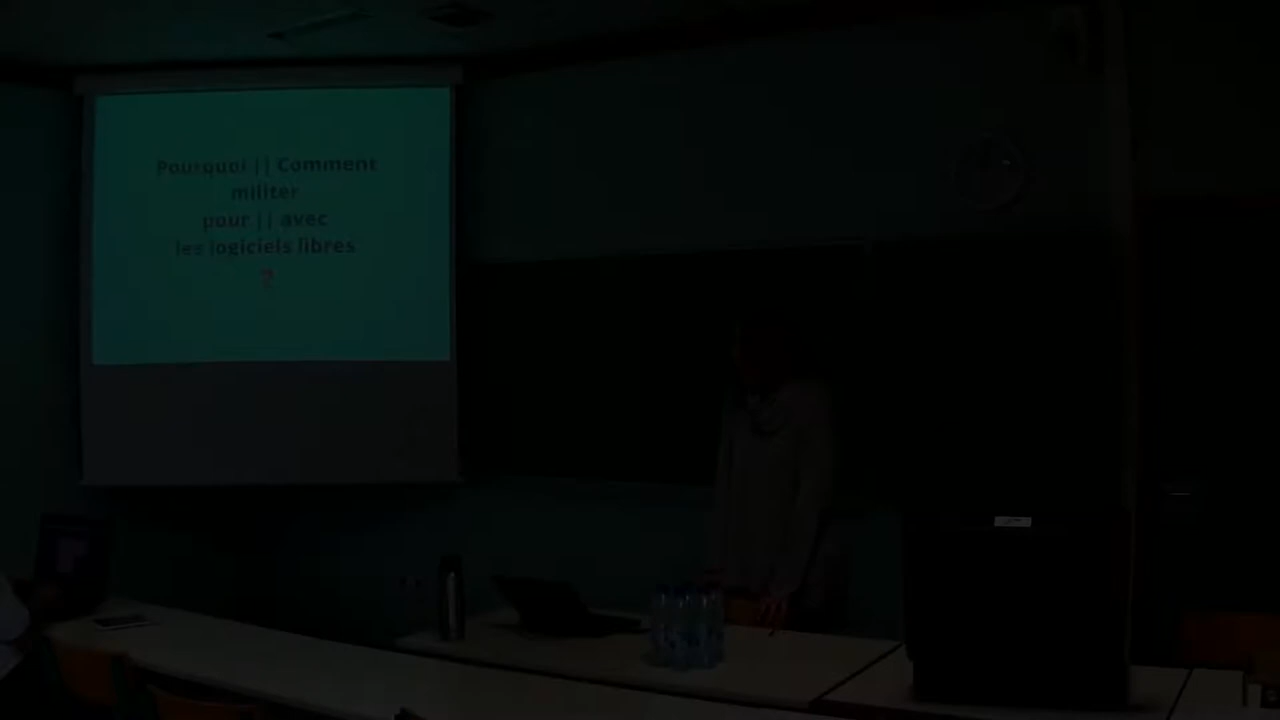 Pourquoi || Comment
militer
pour || avec
les logiciels libres
?